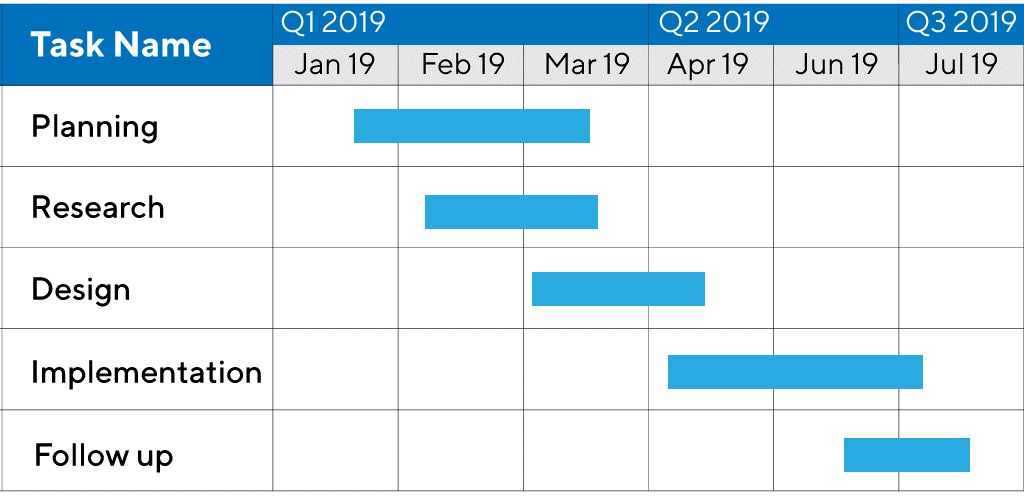 Task Name
Q1 2019 Q2 2019 Q3 2019
Jan 19 Feb 19 Mar 19 Apr 19 Jun 19 Jul 19
Planning
Research
Design
Implementation
Follow up